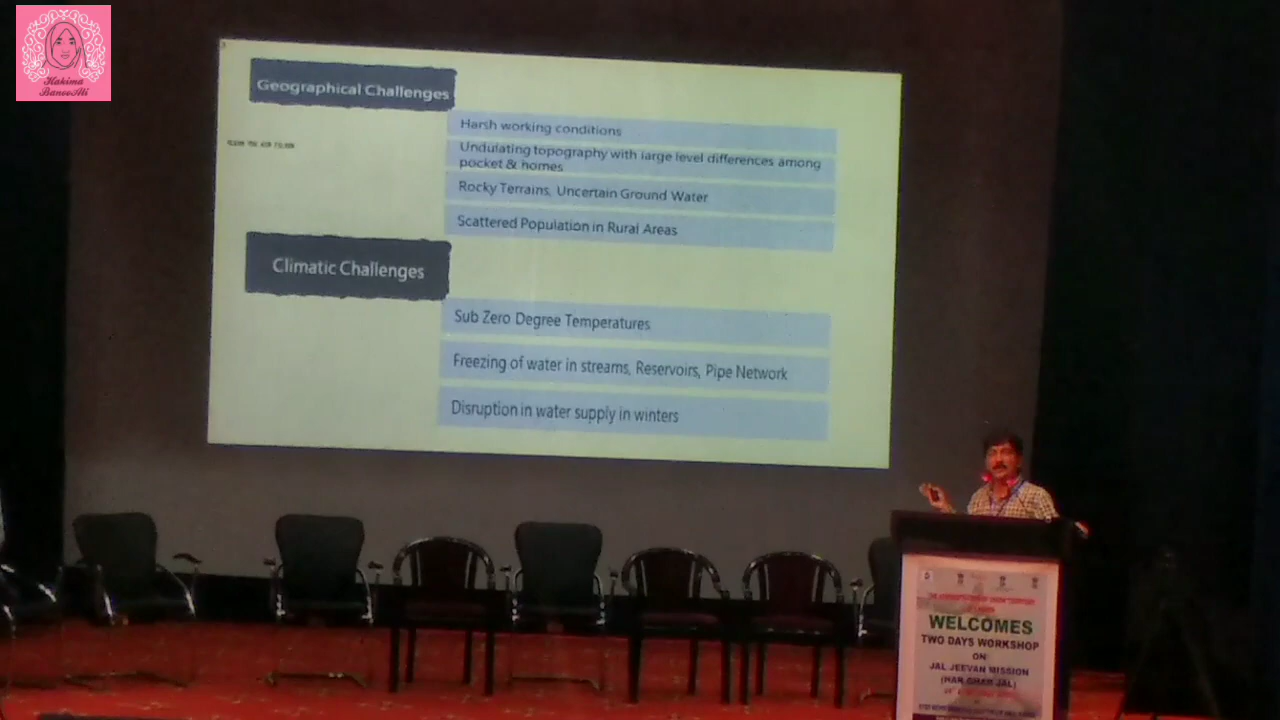 Hakima
BanooAli
Geographical Challenges
Harsh working conditions
Undulating topography with large level differences among
pocket & homes
Rocky Terrains, Uncertain Ground Water
Scattered Population in Rural Areas
Climatic Challenges
Sub Zero Degree Temperatures
Freezing of water in streams, Reservoirs, Pipe Network
Disruption in water supply in winters
WELCOMES
TWO DAYS WORKSHOP
ON
JAL JEEVAN MISSION
(HAR GHAR JAL)